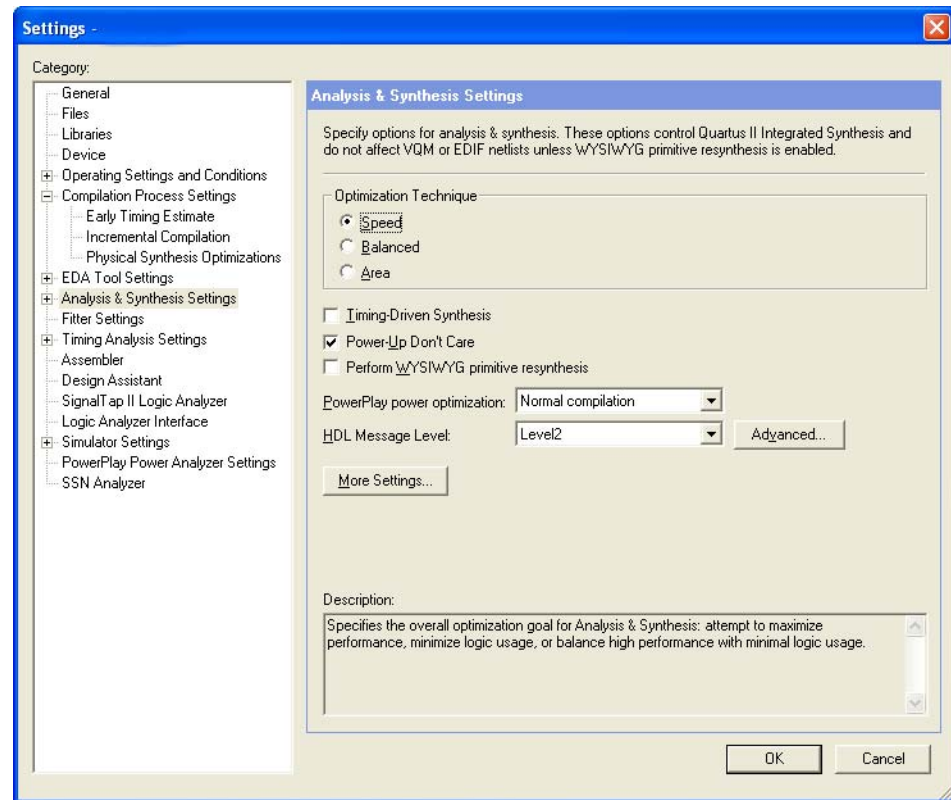 Settings -
Category:
General
Files
Libraries
Device
Operating Settings and Conditions
Compilation Process Settings
Early Timing Estimate
Incremental Compilation
Physical Synthesis Optimizations
EDA Tool Settings
Analysis & Synthesis Settings
Fitter Settings
Timing Analysis Settings
Assembler
Design Assistant
SignalTap II Logic Analyzer
Logic Analyzer Interface
Simulator Settings
PowerPlay Power Analyzer Settings
SSN Analyzer
Analysis & Synthesis Settings
Specify options for analysis & synthesis. These options control Quartus II Integrated Synthesis and
do not affect VQM or EDIF netlists unless WYSIWYG primitive resynthesis is enabled.
Optimization Technique
Speed
Balanced
Area
Timing-Driven Synthesis
Power-Up Don't Care
Perform WYSIWYG primitive resynthesis
PowerPlay power optimization: Normal compilation
HDL Message Level: Level2 Advanced...
More Settings...
Description:
Specifies the overall optimization goal for Analysis & Synthesis: attempt to maximize
performance, minimize logic usage, or balance high performance with minimal logic usage.
OK Cancel